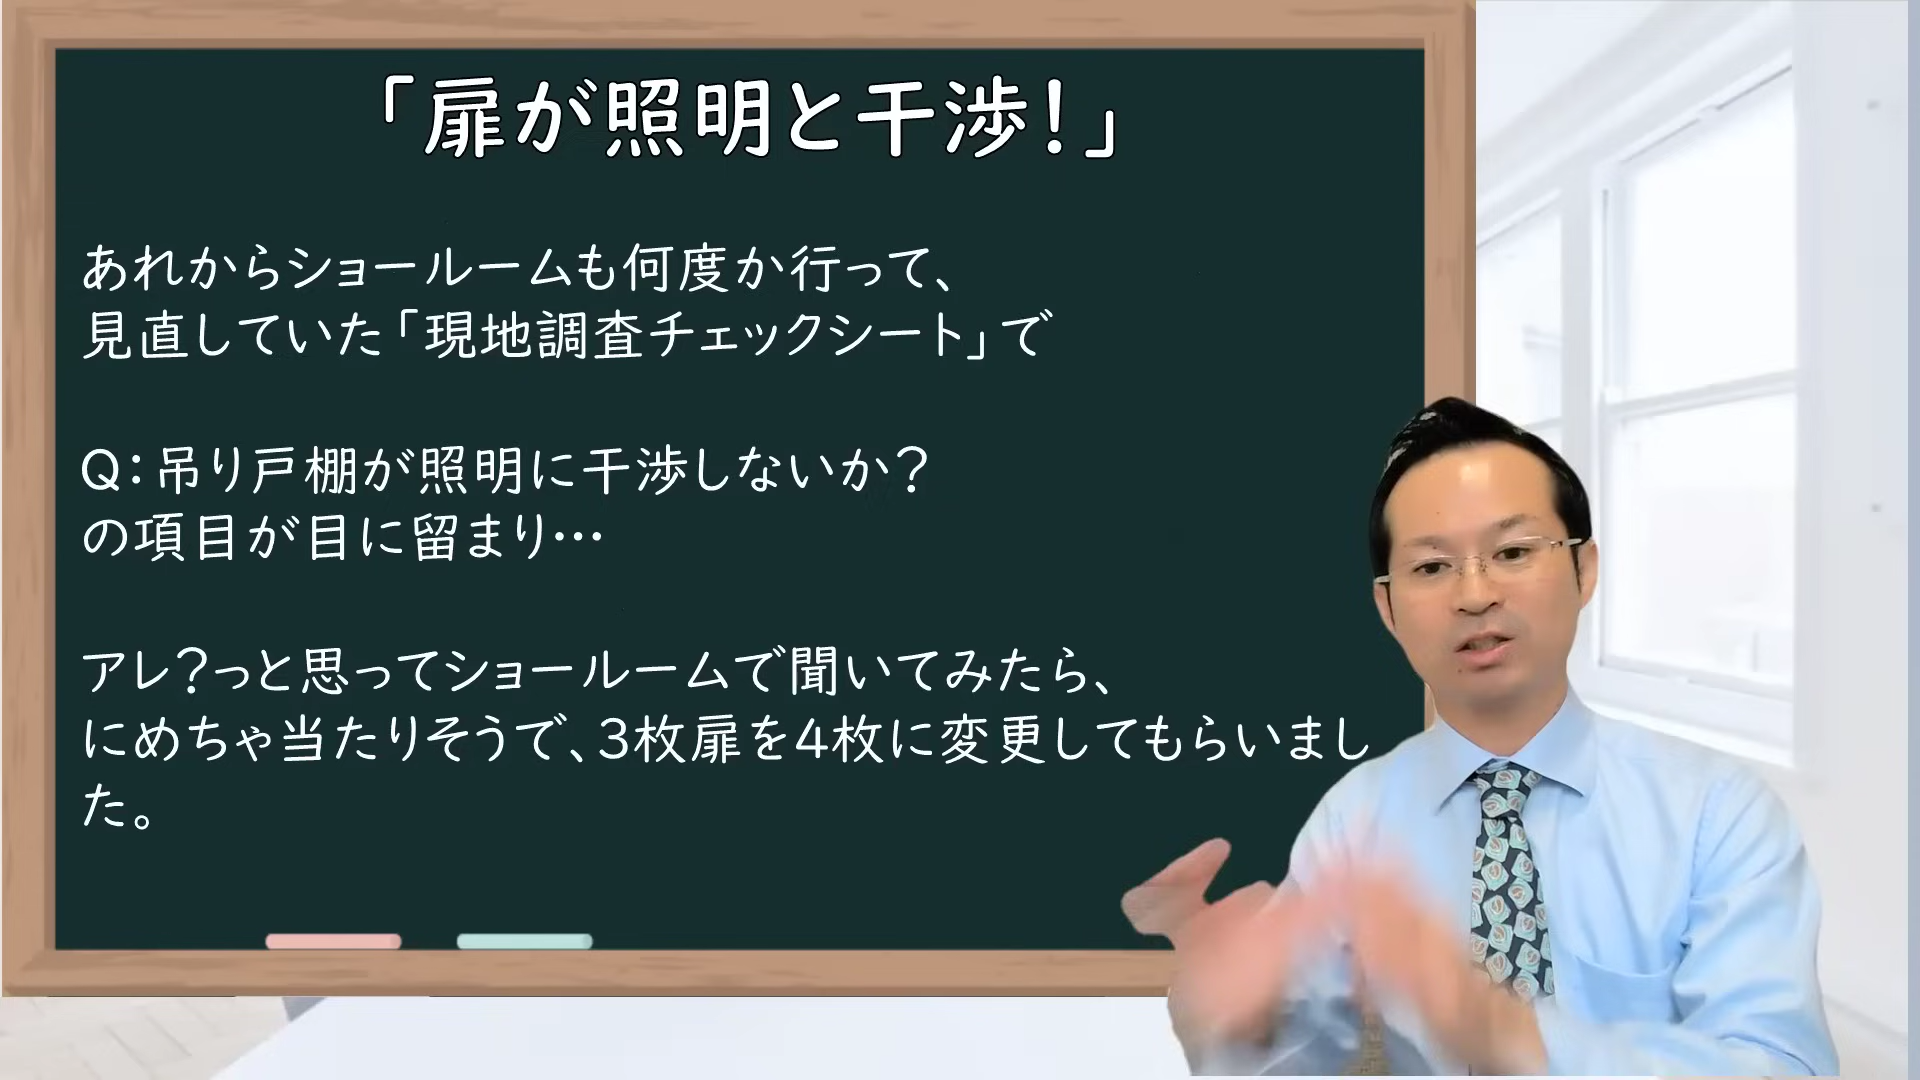 「扉が照明と干渉！」
あれからショールームも何度か行って、
見直していた「現地調査チェックシート」で
Q：吊り戸棚が照明に干渉しないか？
の項目が目に留まり…
アレ？っと思ってショールームで聞いてみたら、
にめちゃ当たりそうで、3枚扉を4枚に変更してもらいまし
た。